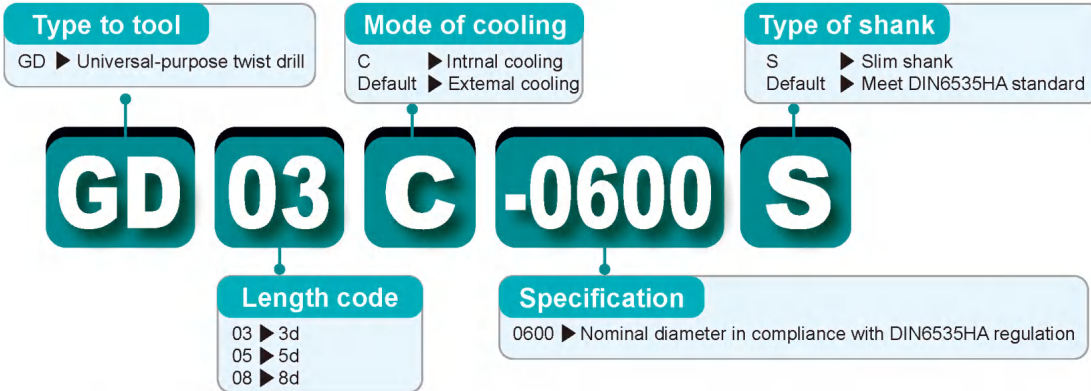 Type to tool
GD ▶ Universal-purpose twist drill
Mode of cooling
C ▶ Intrnal cooling
Default ▶ External cooling
Type of shank
S ▶ Slim shank
Default ▶ Meet DIN6535HA standard
GD 03 C -0600 S
Length code
03 ▶ 3d
05 ▶ 5d
08 ▶ 8d
Specification
0600 ▶ Nominal diameter in compliance with DIN6535HA regulation